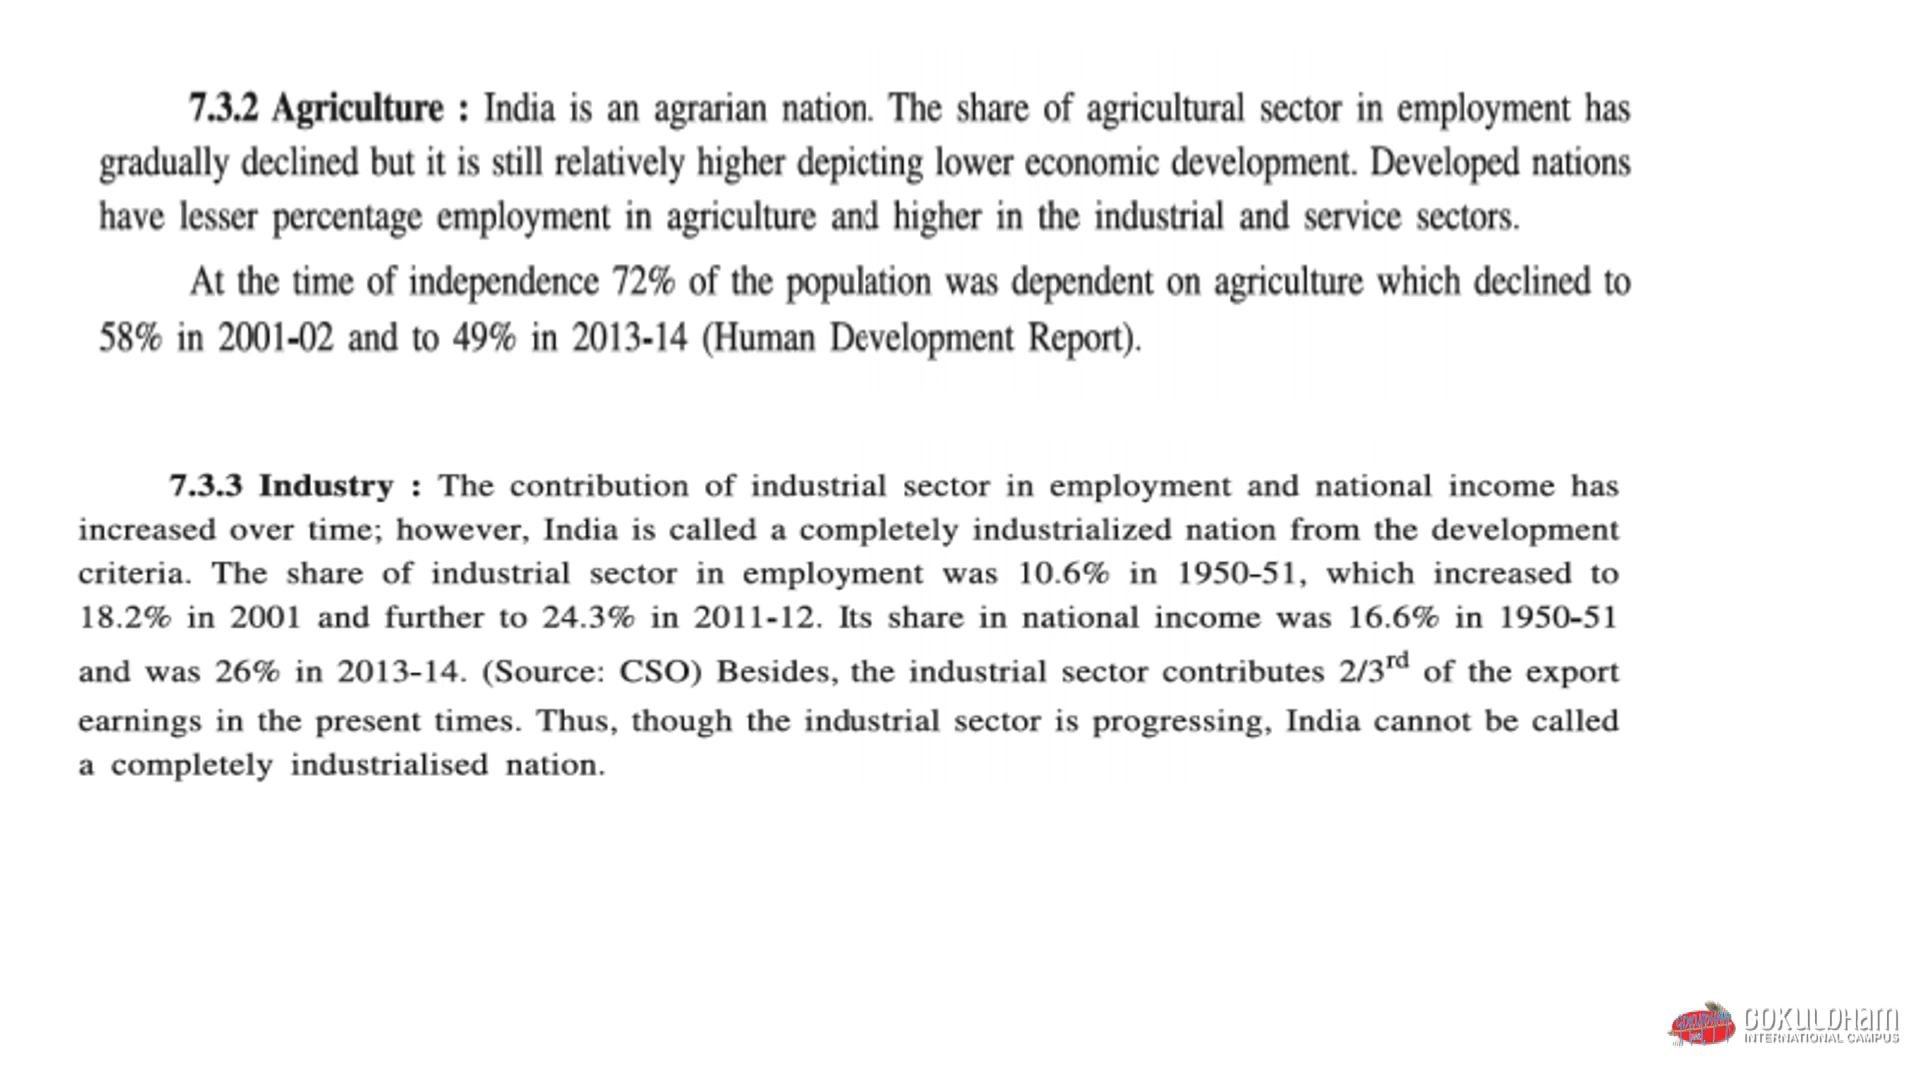 7.3.2 Agriculture : India is an agrarian nation. The share of agricultural sector in employment has
gradually declined but it is still relatively higher depicting lower economic development. Developed nations
have lesser percentage employment in agriculture and higher in the industrial and service sectors.
At the time of independence 72% of the population was dependent on agriculture which declined to
58% in 2001-02 and to 49% in 2013-14 (Human Development Report).
7.3.3 Industry : The contribution of industrial sector in employment and national income has
increased over time; however, India is called a completely industrialized nation from the development
criteria. The share of industrial sector in employment was 10.6% in 1950-51, which increased to
18.2% in 2001 and further to 24.3% in 2011-12. Its share in national income was 16.6% in 1950-51
and was 26% in 2013-14. (Source: CSO) Besides, the industrial sector contributes 2/3rd of the export
earnings in the present times. Thus, though the industrial sector is progressing, India cannot be called
a completely industrialised nation.
GOKULDHam
INTERNATIONAL CAMPUS